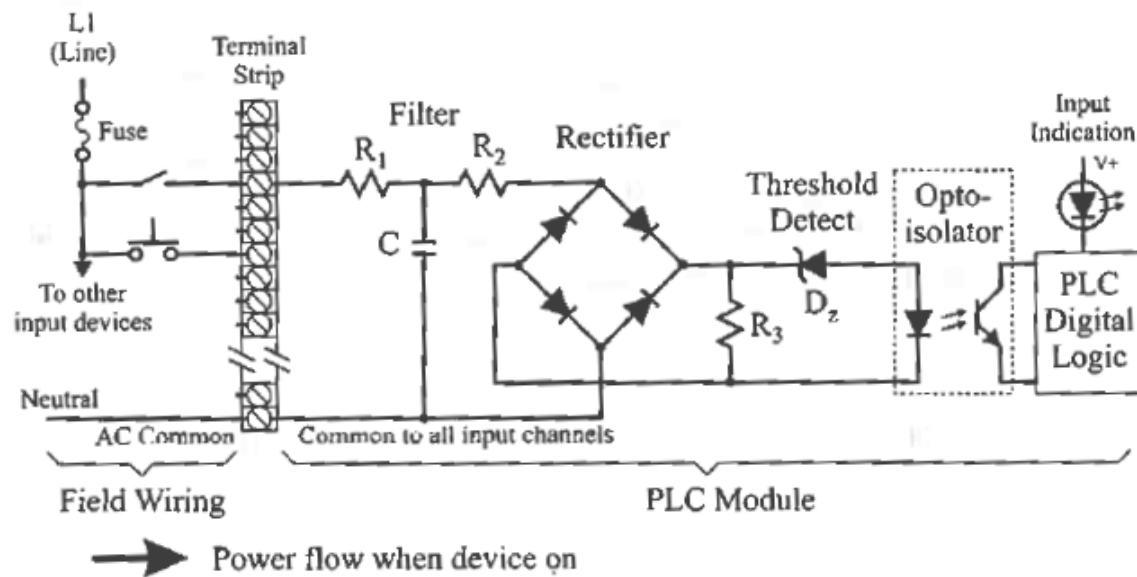 L1
(Line)
Terminal
Strip
Fuse
Filter
Rectifier
Input
Indication
V+
R1
R2
Threshold
Detect
Opto-
isolator
C
To other
input devices
R3
Dz
PLC
Digital
Logic
Neutral
AC Common
Common to all input channels
Field Wiring
PLC Module
Power flow when device on